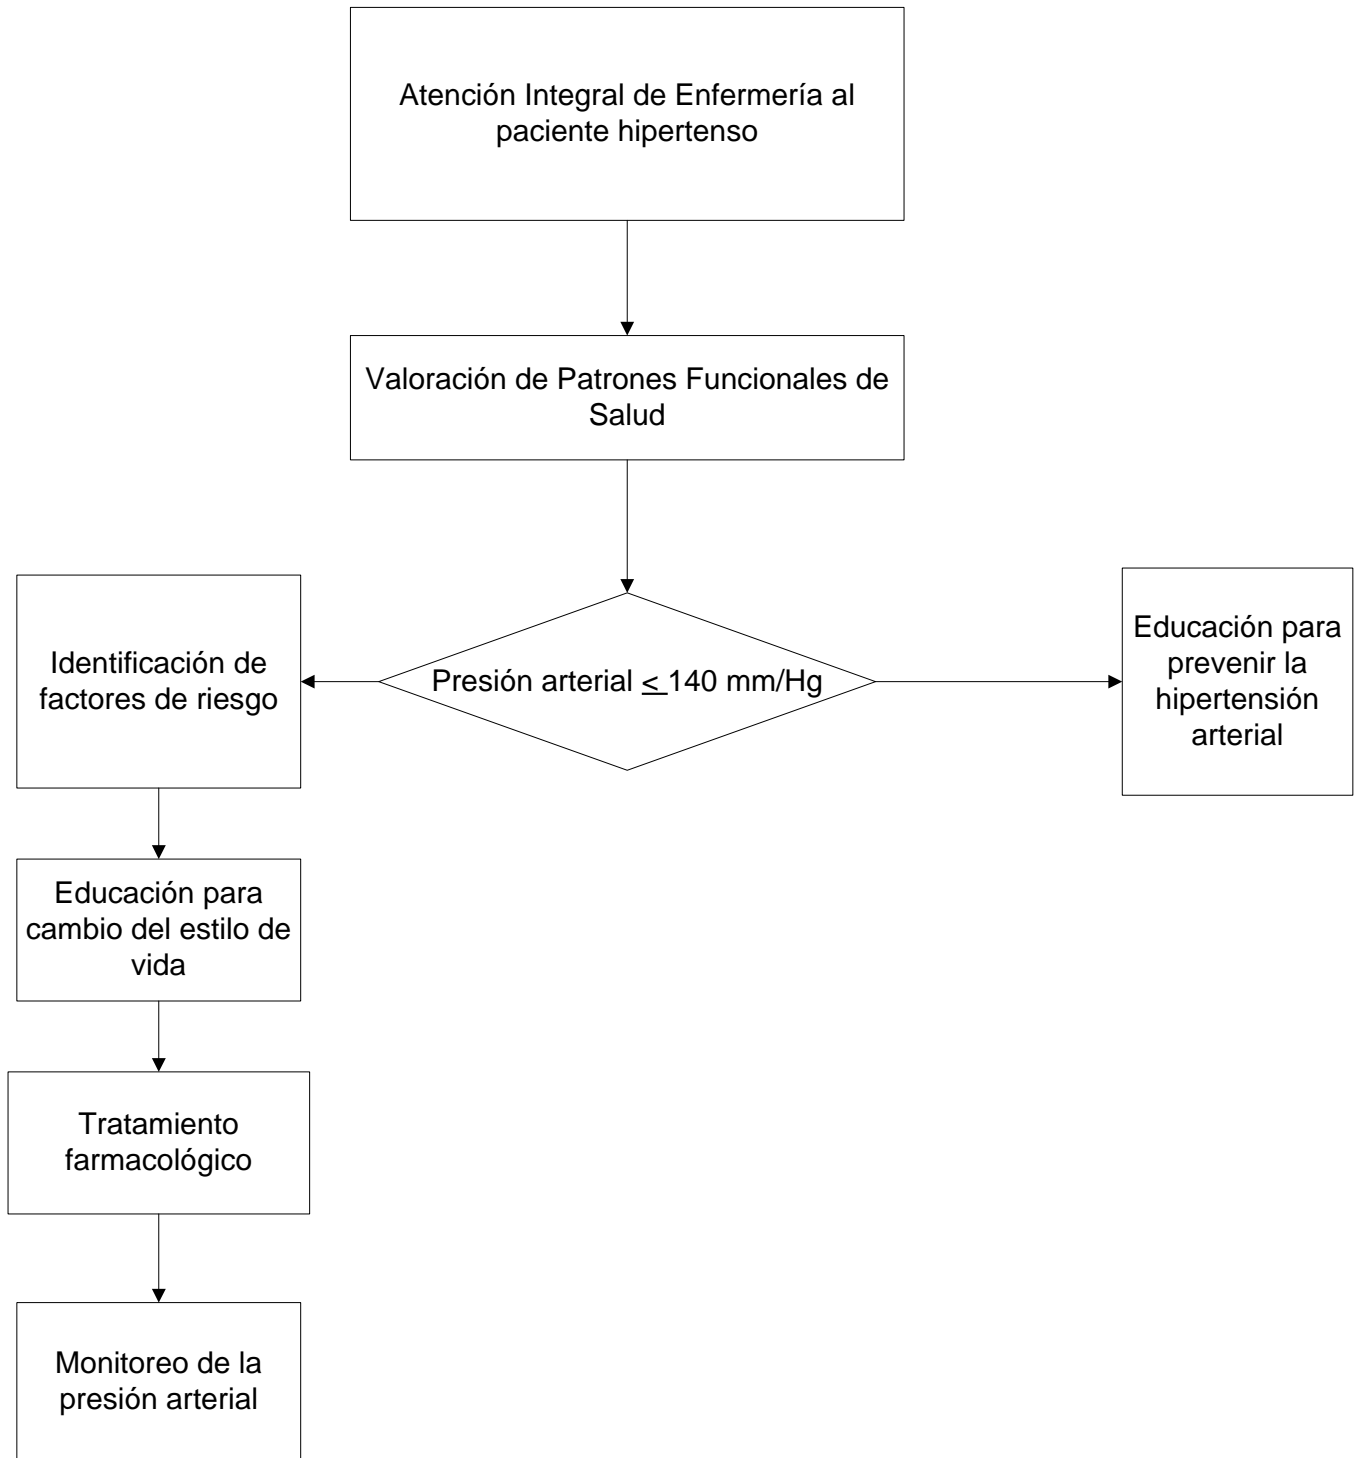 Atención Integral de Enfermería al
paciente hipertenso
Valoración de Patrones Funcionales de
Salud
Identificación de
factores de riesgo
Presión arterial ≤ 140 mm/Hg
Educación para
prevenir la
hipertensión
arterial
Educación para
cambio del estilo de
vida
Tratamiento
farmacológico
Monitoreo de la
presión arterial